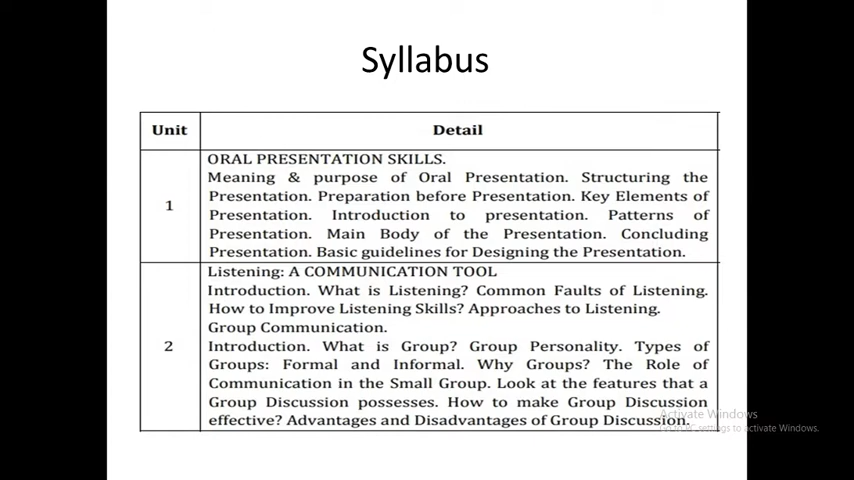 Syllabus
Unit Detail
1
ORAL PRESENTATION SKILLS.
Meaning & purpose of Oral Presentation. Structuring the
Presentation. Preparation before Presentation. Key Elements of
Presentation. Introduction to presentation. Patterns of
Presentation. Main Body of the Presentation. Concluding
Presentation. Basic guidelines for Designing the Presentation.
2
Listening: A COMMUNICATION TOOL
Introduction. What is Listening? Common Faults of Listening.
How to Improve Listening Skills? Approaches to Listening.
Group Communication.
Introduction. What is Group? Group Personality. Types of
Groups: Formal and Informal. Why Groups? The Role of
Communication in the Small Group. Look at the features that a
Group Discussion possesses. How to make Group Discussion
effective? Advantages and Disadvantages of Group Discussion.
Activate Windows
PC settings to activate Windows.